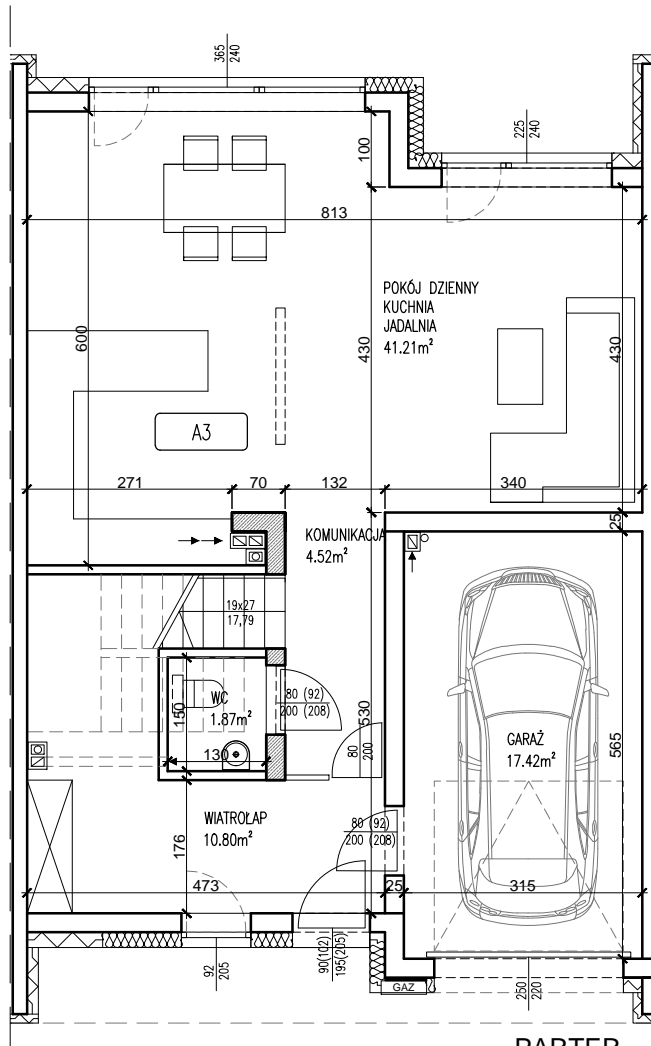 365
240
225
240
100
813
POKÓJ DZIENNY
KUCHNIA
JADALNIA
41.21m²
600
430
430
A3
271
70
132
340
25
KOMUNIKACJA
4.52m²
19x27
17,79
WC
1.87m²
150
130
80 (92)
200 (208)
530
80
200
GARAŻ
17.42m²
565
WIATROŁAP
10.80m²
176
80 (92)
200 (208)
473
25
315
92
205
90(102)
195(205)
GAZ
250
220
PARTER